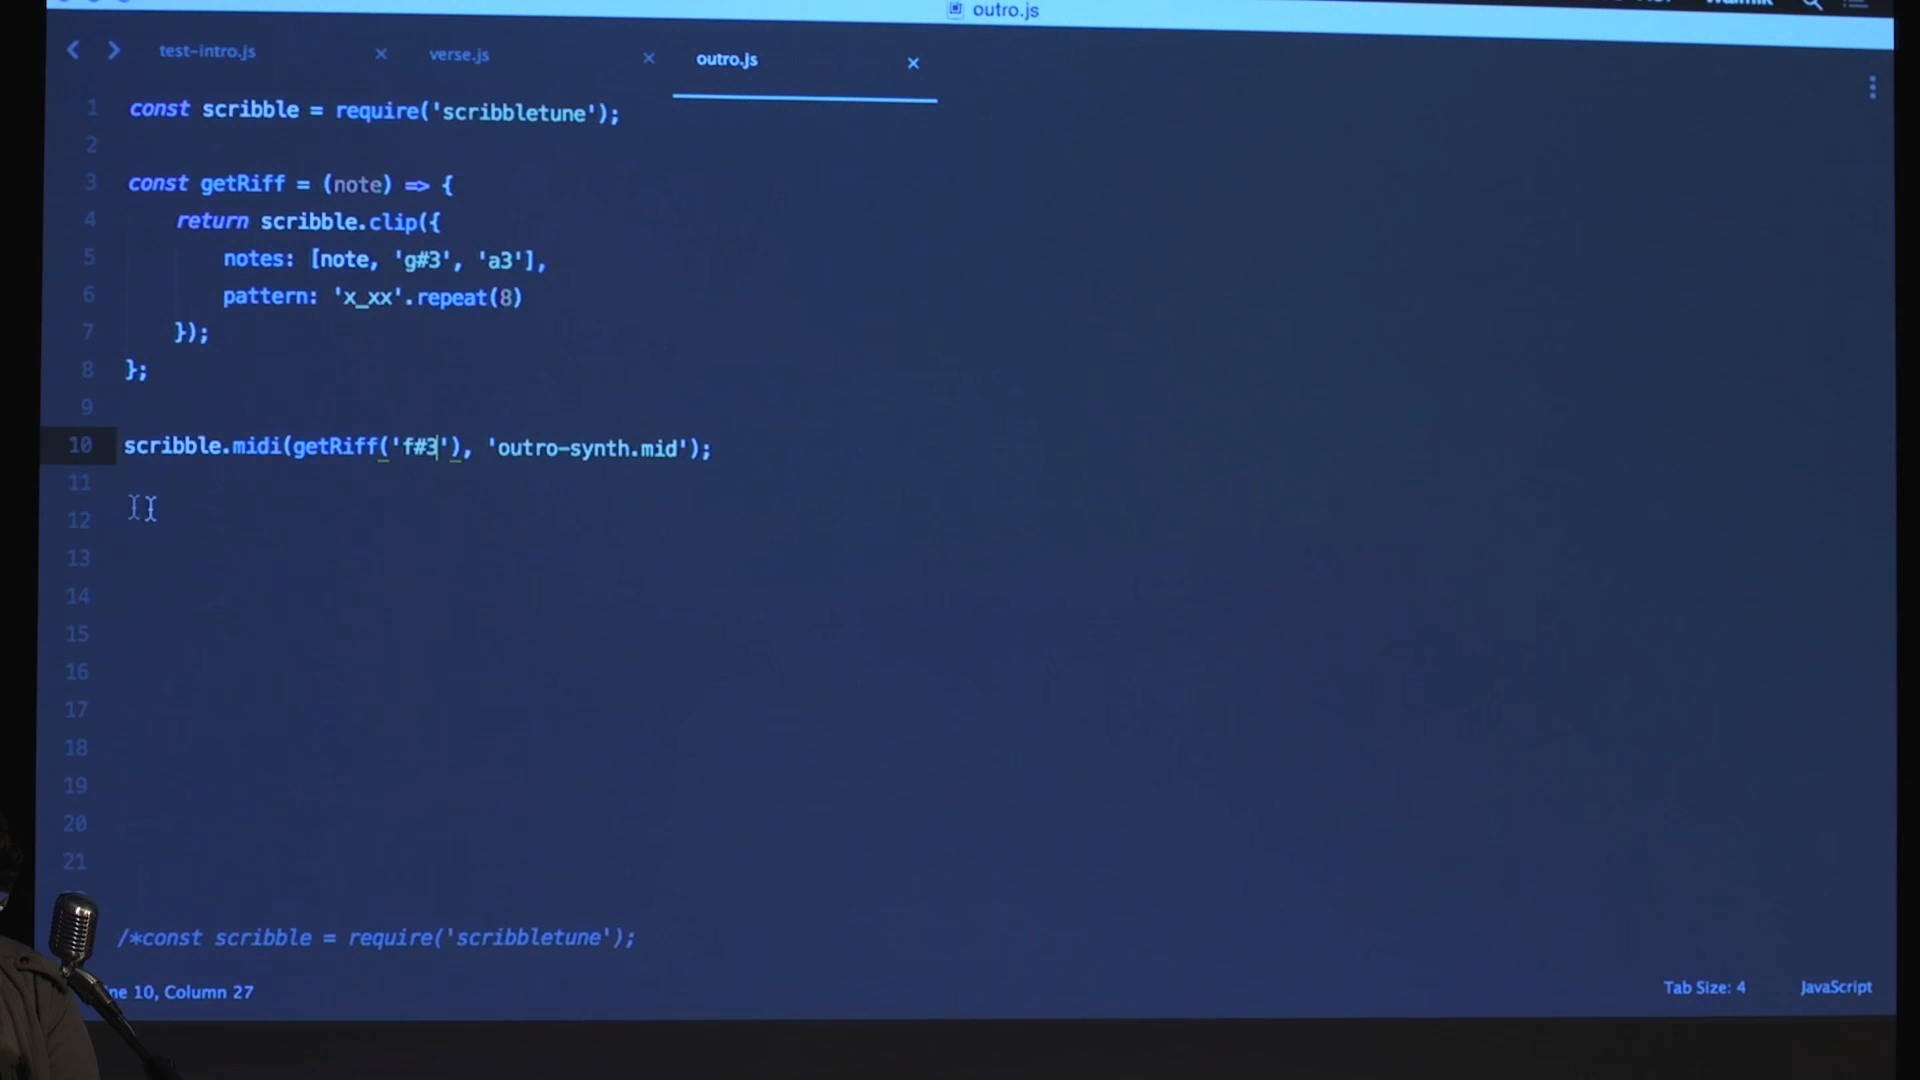 outro.js
test-intro.js × verse.js × outro.js ×
1 const scribble = require('scribbletune');
2
3 const getRiff = (note) => {
4 return scribble.clip({
5 notes: [note, 'g#3', 'a3'],
6 pattern: 'x_xx'.repeat(8)
7 });
8 };
9
10 scribble.midi(getRiff('f#3'), 'outro-synth.mid');
11
12
13
14
15
16
17
18
19
20
21
/*const scribble = require('scribbletune');
ne 10, Column 27 Tab Size: 4 JavaScript